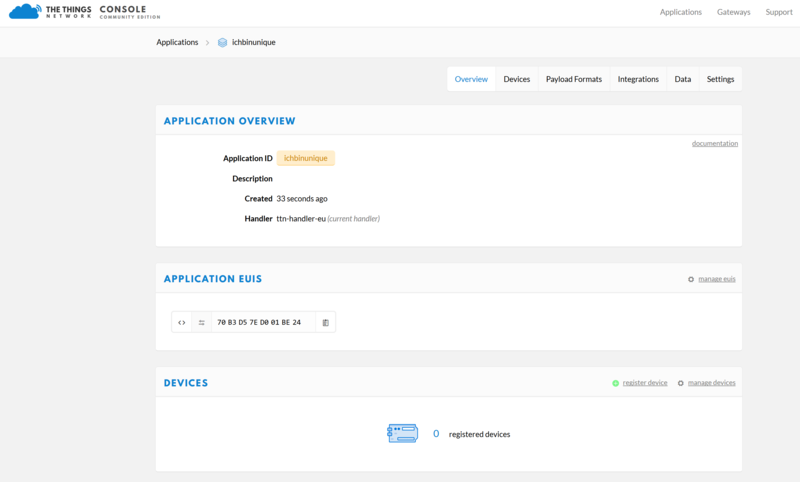 THE THINGS NETWORK CONSOLE COMMUNITY EDITION
Applications Gateways Support
Applications > ichbinunique
Overview Devices Payload Formats Integrations Data Settings
APPLICATION OVERVIEW
documentation
Application ID ichbinunique
Description
Created 33 seconds ago
Handler ttn-handler-eu (current handler)
APPLICATION EUIS
manage euis
<> 70 B3 D5 7E D0 01 BE 24
DEVICES
register device manage devices
0 registered devices